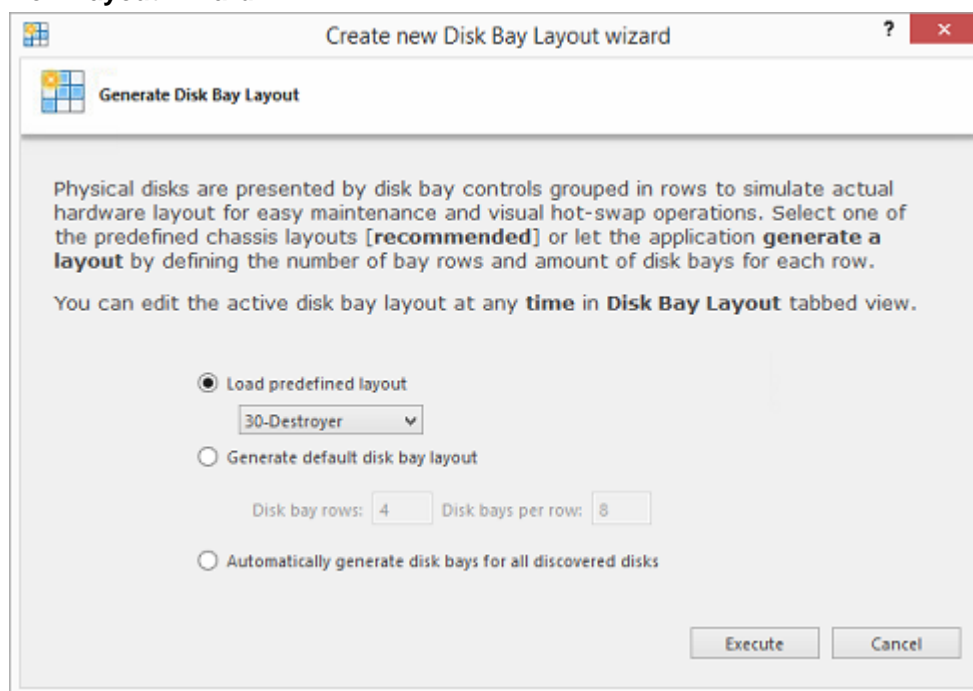 Create new Disk Bay Layout wizard ? ×
Generate Disk Bay Layout
Physical disks are presented by disk bay controls grouped in rows to simulate actual
hardware layout for easy maintenance and visual hot-swap operations. Select one of
the predefined chassis layouts [recommended] or let the application generate a
layout by defining the number of bay rows and amount of disk bays for each row.
You can edit the active disk bay layout at any time in Disk Bay Layout tabbed view.
Load predefined layout
30-Destroyer
Generate default disk bay layout
Disk bay rows: 4 Disk bays per row: 8
Automatically generate disk bays for all discovered disks
Execute Cancel